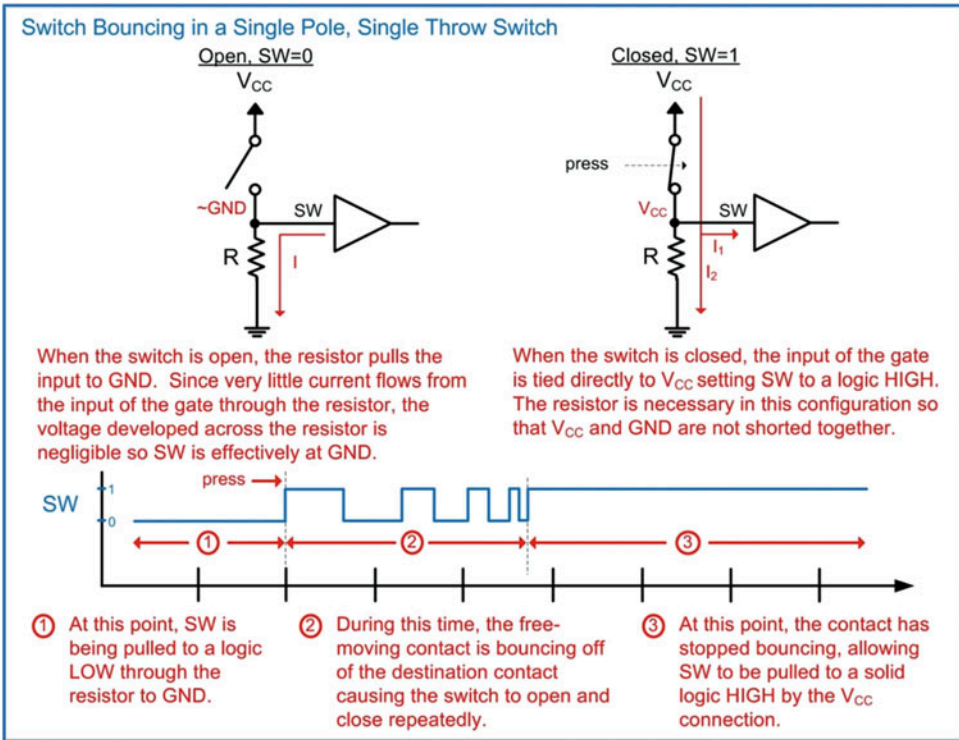 Switch Bouncing in a Single Pole, Single Throw Switch
Open, SW=0
VCC
~GND
SW
R
I
Closed, SW=1
VCC
press
VCC
SW
I1
R
I2
When the switch is open, the resistor pulls the
input to GND. Since very little current flows from
the input of the gate through the resistor, the
voltage developed across the resistor is
negligible so SW is effectively at GND.
When the switch is closed, the input of the gate
is tied directly to VCC setting SW to a logic HIGH.
The resistor is necessary in this configuration so
that VCC and GND are not shorted together.
press
SW
1
0
1
2
3
1 At this point, SW is
being pulled to a logic
LOW through the
resistor to GND.
2 During this time, the free-
moving contact is bouncing off
of the destination contact
causing the switch to open and
close repeatedly.
3 At this point, the contact has
stopped bouncing, allowing
SW to be pulled to a solid
logic HIGH by the VCC
connection.